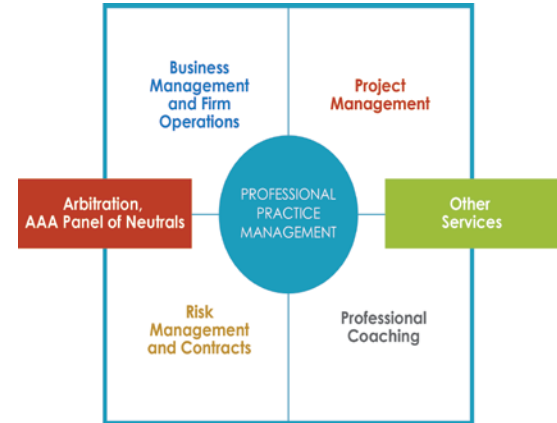 Business
Management
and Firm
Operations
Project
Management
Arbitration,
AAA Panel of Neutrals
PROFESSIONAL
PRACTICE
MANAGEMENT
Other
Services
Risk
Management
and Contracts
Professional
Coaching